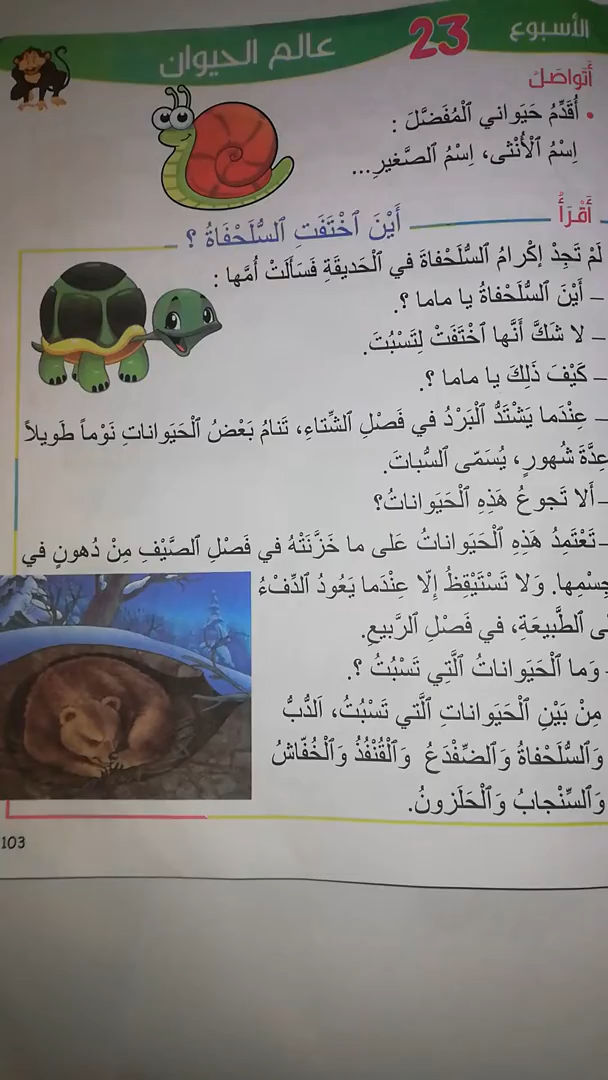 الأسبوع 23 عالم الحيوان
أَتَواصَلُ
• أُقَدِّمُ حَيَواني ٱلْمُفَضَّلَ :
اِسْمُ ٱلْأُنْثى، اِسْمُ ٱلصَّغيرِ...
أَقْرَأُ
أَيْنَ ٱخْتَفَتِ ٱلسُّلَحْفاةُ ؟
لَمْ تَجِدْ إِكْرامُ ٱلسُّلَحْفاةَ في ٱلْحَديقَةِ فَسَأَلَتْ أُمَّها :
– أَيْنَ ٱلسُّلَحْفاةُ يا ماما ؟.
– لا شَكَّ أَنَّها ٱخْتَفَتْ لِتَسْبُتَ.
– كَيْفَ ذَلِكَ يا ماما ؟.
– عِنْدَما يَشْتَدُّ ٱلْبَرْدُ في فَصْلِ ٱلشِّتاءِ، تَنامُ بَعْضُ ٱلْحَيَواناتِ نَوْماً طَويلاً
عِدَّةَ شُهورٍ، يُسَمّى ٱلسُّباتَ.
– أَلا تَجوعُ هَذِهِ ٱلْحَيَواناتُ؟
– تَعْتَمِدُ هَذِهِ ٱلْحَيَواناتُ عَلى ما خَزَّنَتْهُ في فَصْلِ ٱلصَّيْفِ مِنْ دُهونٍ في
جِسْمِها. وَلا تَسْتَيْقِظُ إِلّا عِنْدَما يَعُودُ ٱلدِّفْءُ
ٱلطَّبيعَةِ، في فَصْلِ ٱلرَّبيعِ.
- وَما ٱلْحَيَواناتُ ٱلَّتِي تَسْبُتُ ؟.
مِنْ بَيْنِ ٱلْحَيَواناتِ ٱلَّتي تَسْبُتُ، اَلدُّبُّ
وَٱلسُّلَحْفاةُ وَٱلضِّفْدَعُ وَٱلْقُنْفُذُ وَٱلْخُفّاشُ
وَٱلسِّنْجابُ وَٱلْحَلَزونُ.
103